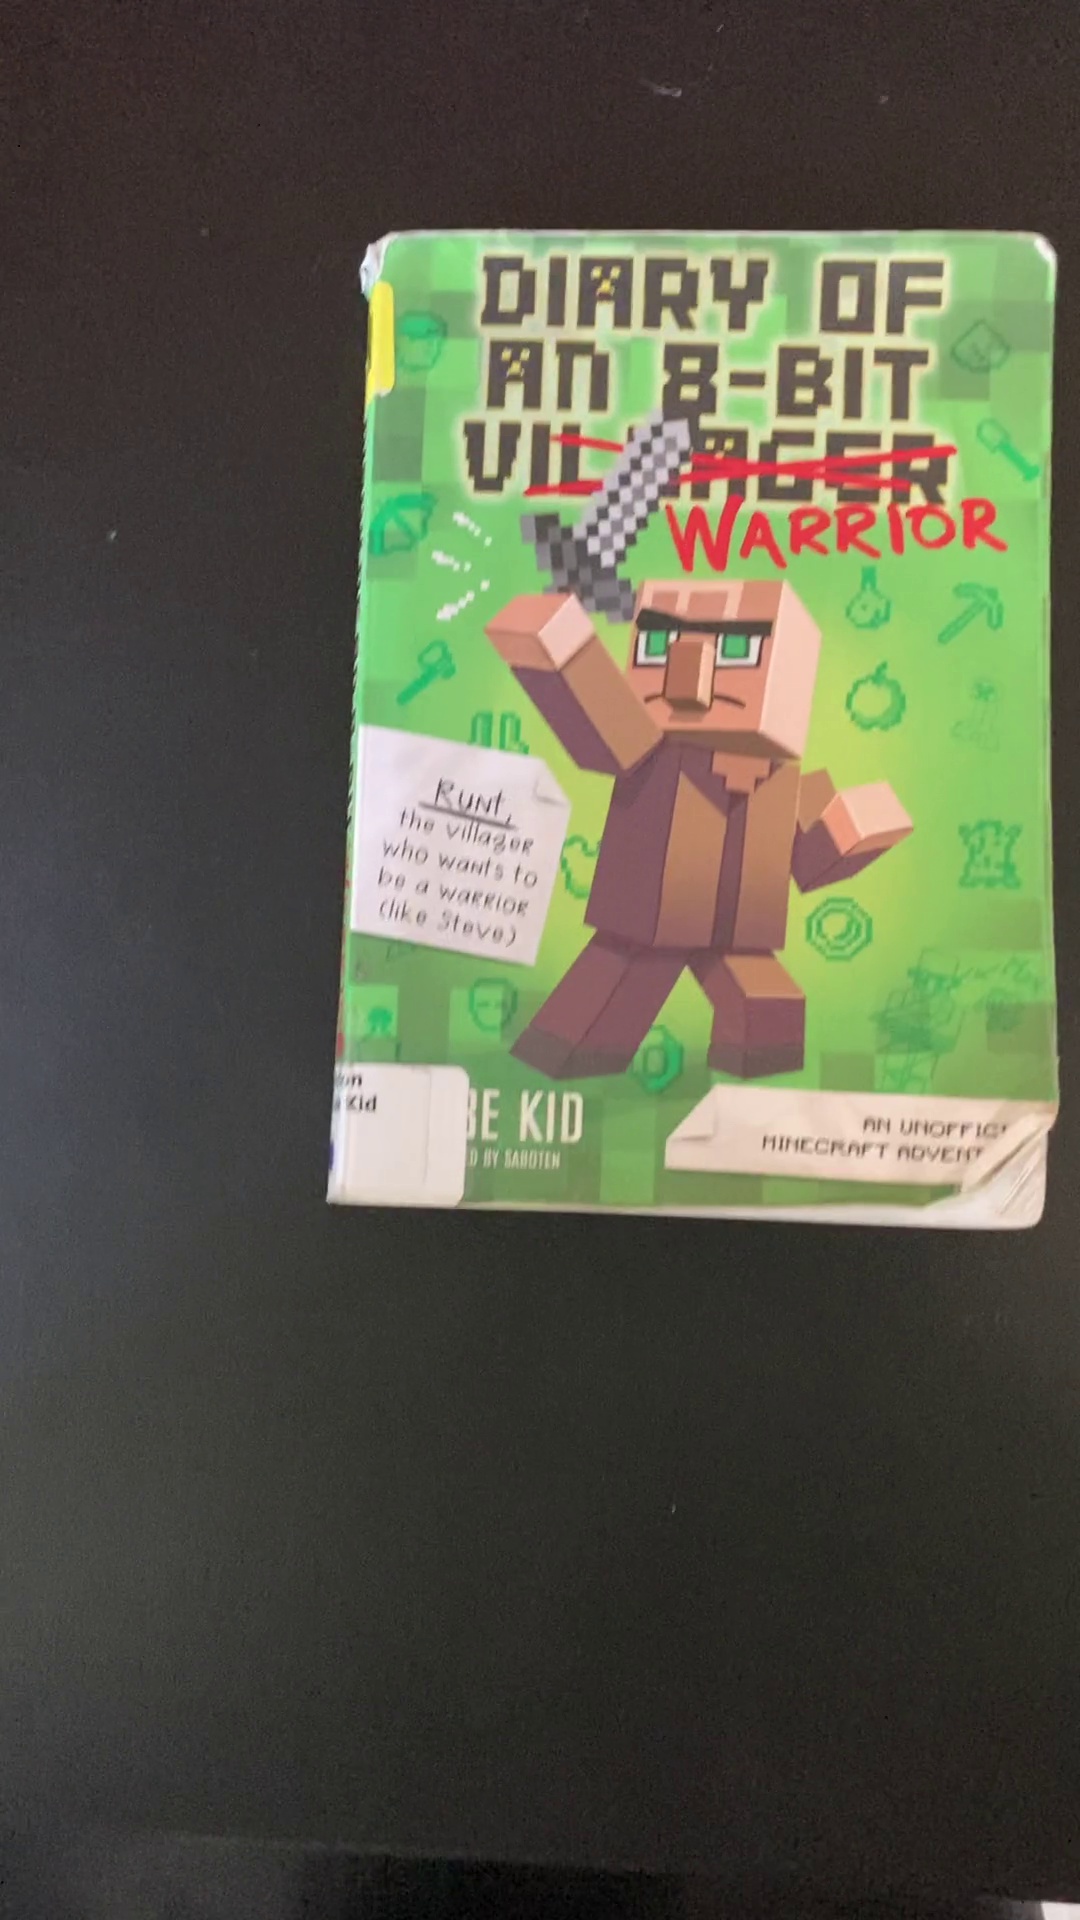 DIARY OF
AN 8-BIT
VILLAGER
WARRIOR
Runt,
the villager
who wants to
be a warrior
(like Steve)
Kid
BE KID
BY SABOTEN
AN UNOFFIC
MINECRAFT ADVENT